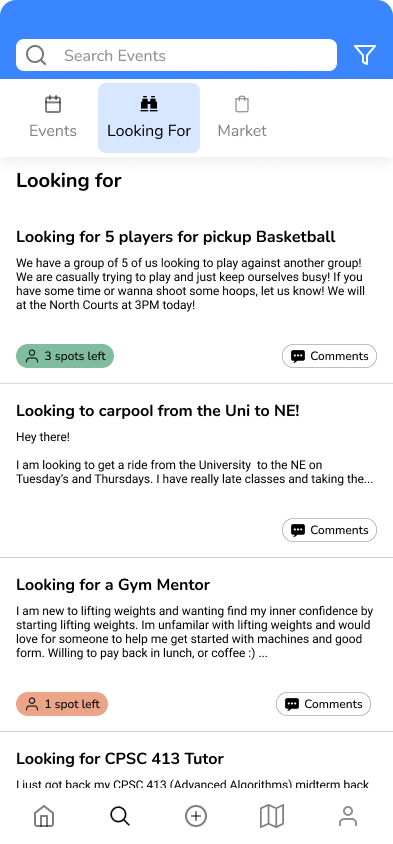 Search Events
Events
Looking For
Market
Looking for
Looking for 5 players for pickup Basketball
We have a group of 5 of us looking to play against another group!
We are casually trying to play and just keep ourselves busy! If you
have some time or wanna shoot some hoops, let us know! We will
at the North Courts at 3PM today!
3 spots left
Comments
Looking to carpool from the Uni to NE!
Hey there!
I am looking to get a ride from the University  to the NE on
Tuesday's and Thursdays. I have really late classes and taking the...
Comments
Looking for a Gym Mentor
I am new to lifting weights and wanting find my inner confidence by
starting lifting weights. Im unfamilar with lifting weights and would
love for someone to help me get started with machines and good
form. Willing to pay back in lunch, or coffee :) ...
1 spot left
Comments
Looking for CPSC 413 Tutor
I just got back my CPSC 413 (Advanced Algorithms) midterm back